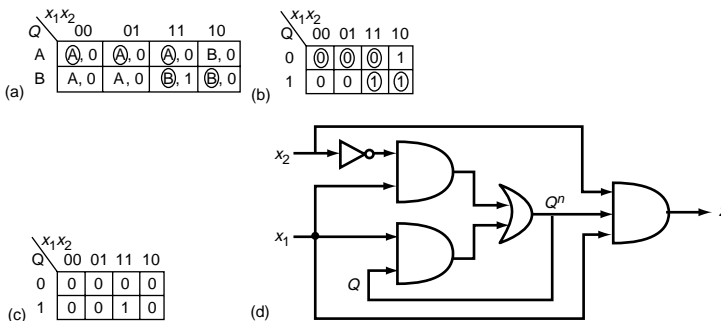 x₁x₂
Q 00 01 11 10
A A, 0 A, 0 A, 0 B, 0
B A, 0 A, 0 B, 1 B, 0
(a)
x₁x₂
Q 00 01 11 10
0 0 0 0 1
1 0 0 1 1
(b)
x₁x₂
Q 00 01 11 10
0 0 0 0 0
1 0 0 1 0
(c)
x₂
Qⁿ
x₁
Q
(d)